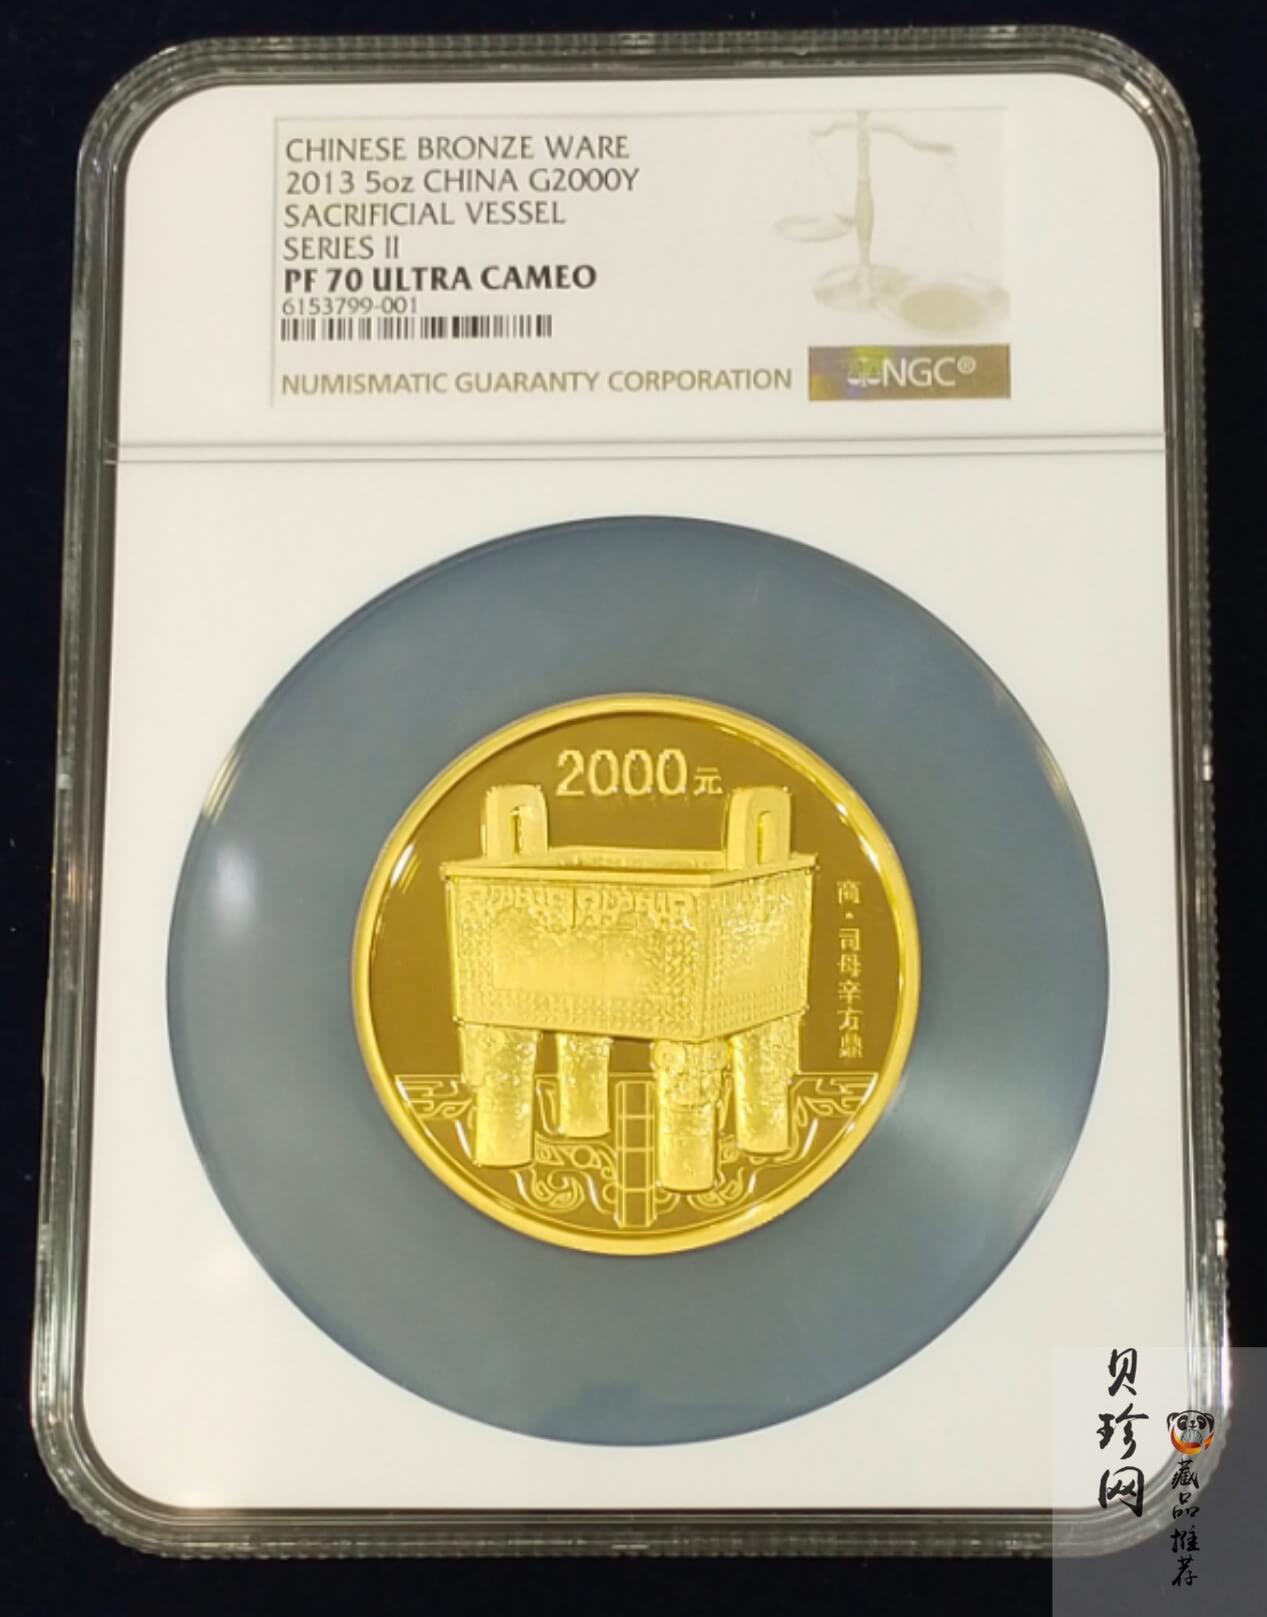 CHINESE BRONZE WARE
2013 5oz CHINA G2000Y
SACRIFICIAL VESSEL
SERIES II
PF 70 ULTRA CAMEO
6153799-001
NUMISMATIC GUARANTY CORPORATION
NGC®
2000元
商·司母辛方鼎
贝珍网
藏品推荐